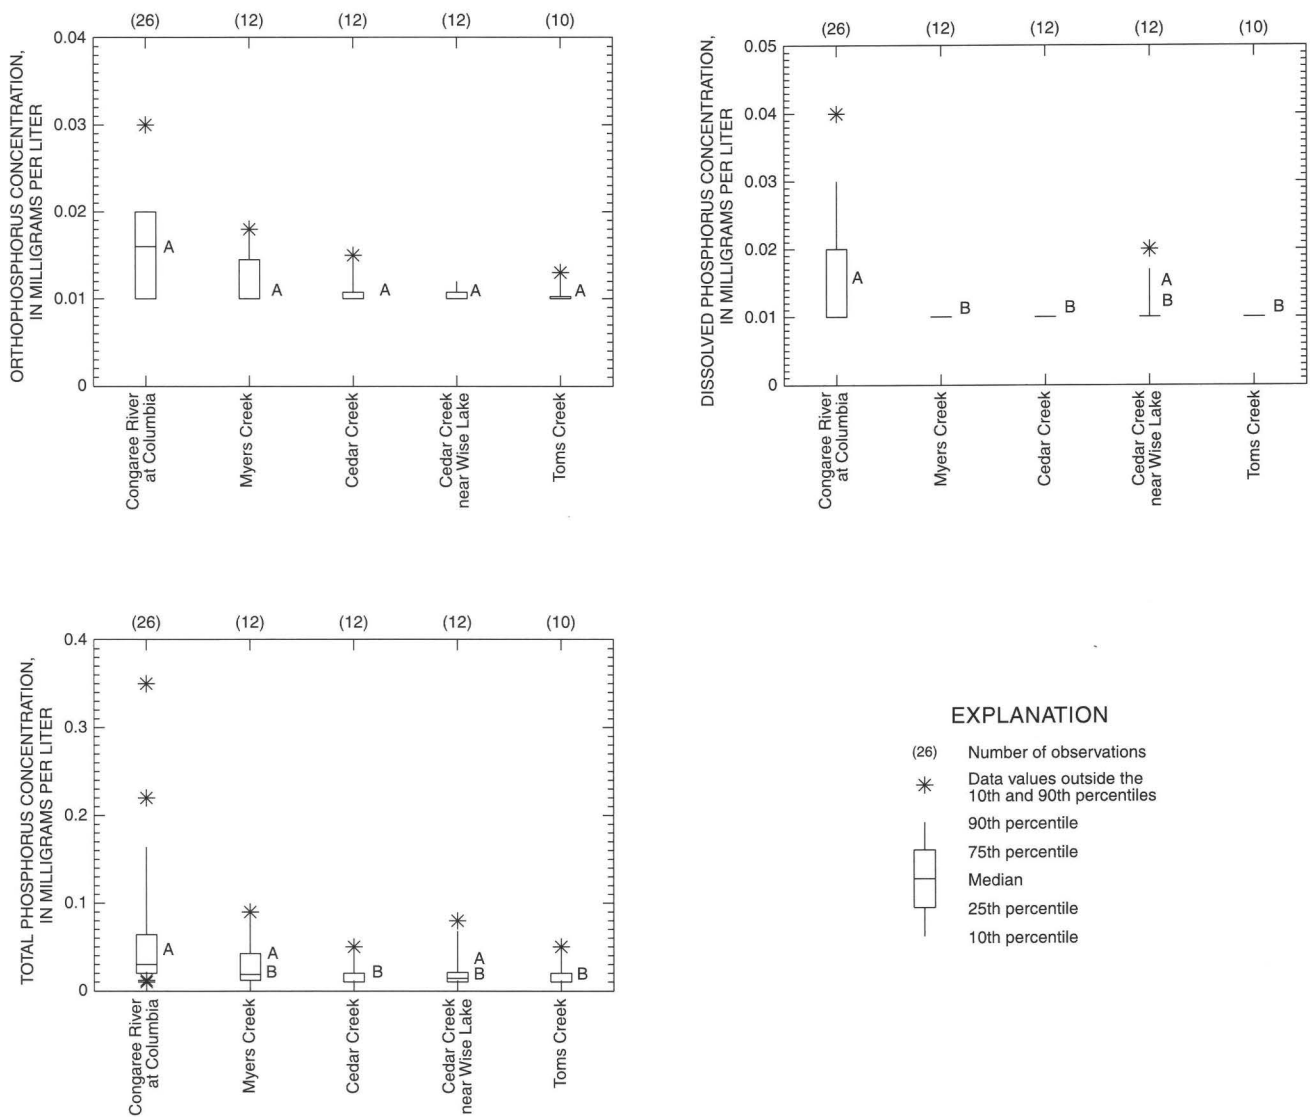 (26) (12) (12) (12) (10)
ORTHOPHOSPHORUS CONCENTRATION,
IN MILLIGRAMS PER LITER
0.04
0.03
0.02
0.01
0
A
A
A
A
A
Congaree River
at Columbia
Myers Creek
Cedar Creek
Cedar Creek
near Wise Lake
Toms Creek
(26) (12) (12) (12) (10)
DISSOLVED PHOSPHORUS CONCENTRATION,
IN MILLIGRAMS PER LITER
0.05
0.04
0.03
0.02
0.01
0
A
B
B
A
B
B
Congaree River
at Columbia
Myers Creek
Cedar Creek
Cedar Creek
near Wise Lake
Toms Creek
(26) (12) (12) (12) (10)
TOTAL PHOSPHORUS CONCENTRATION,
IN MILLIGRAMS PER LITER
0.4
0.3
0.2
0.1
0
A
A
B
B
A
B
B
Congaree River
at Columbia
Myers Creek
Cedar Creek
Cedar Creek
near Wise Lake
Toms Creek
EXPLANATION
(26) Number of observations
Data values outside the
10th and 90th percentiles
90th percentile
75th percentile
Median
25th percentile
10th percentile